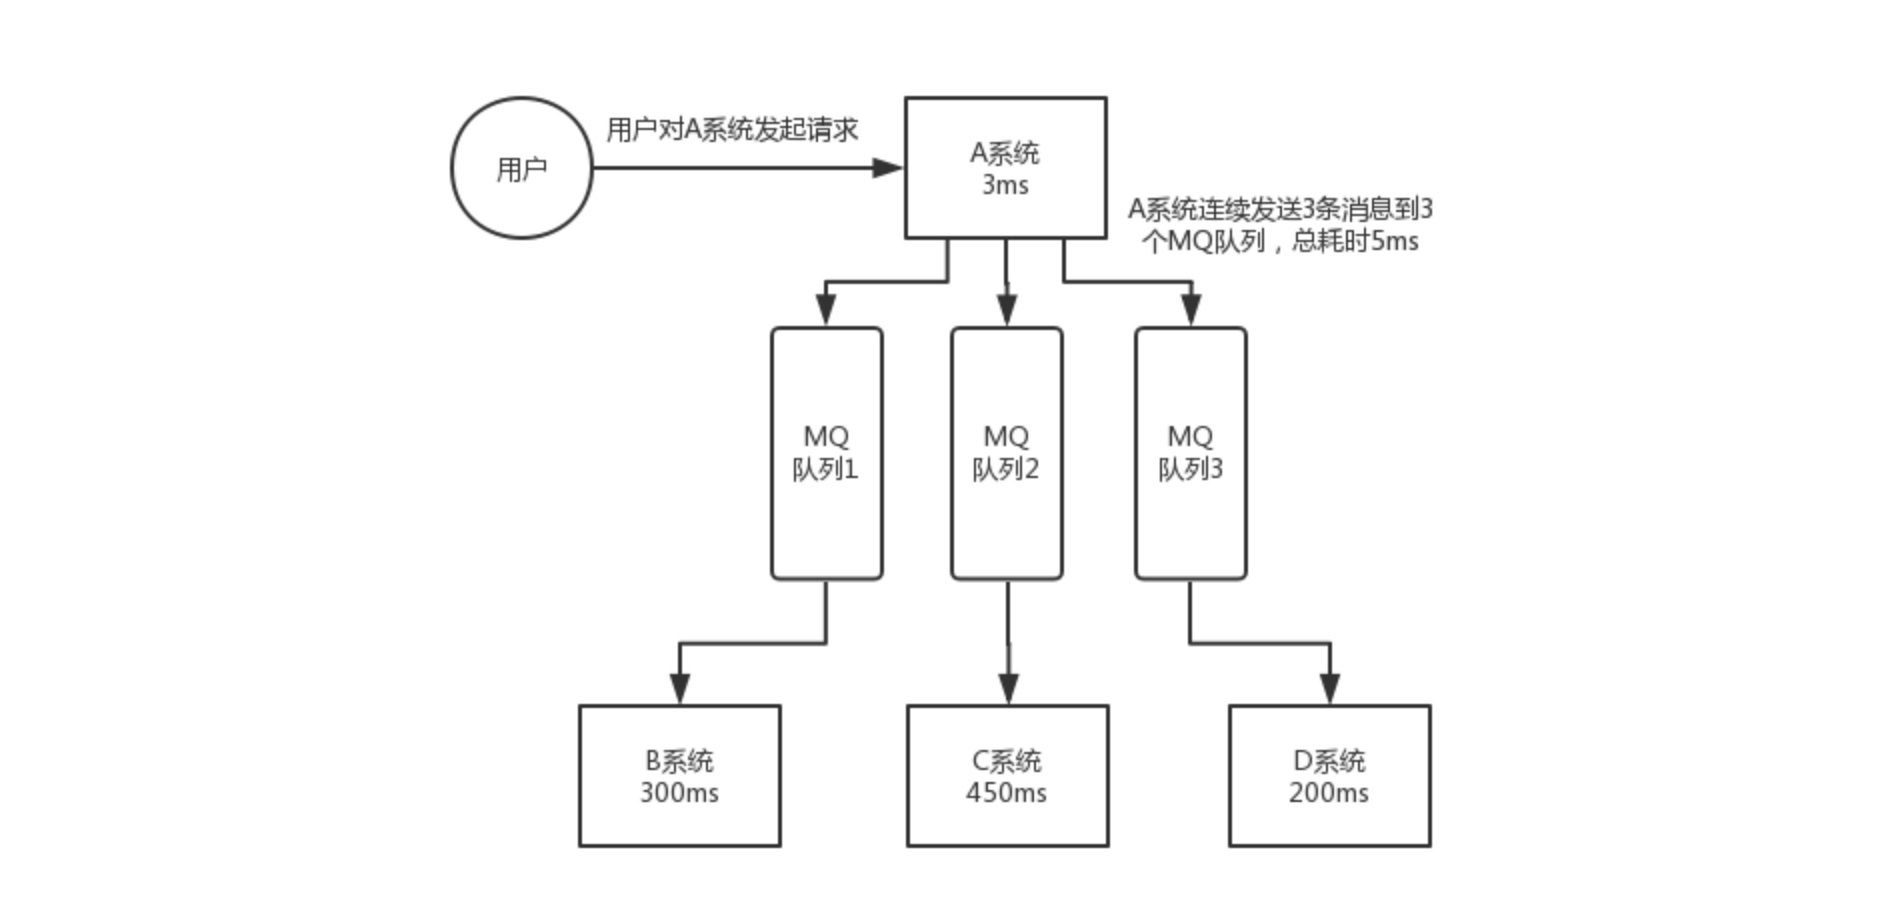 用户
用户对A系统发起请求
A系统
3ms
A系统连续发送3条消息到3
个MQ队列，总耗时5ms
MQ
队列1
MQ
队列2
MQ
队列3
B系统
300ms
C系统
450ms
D系统
200ms